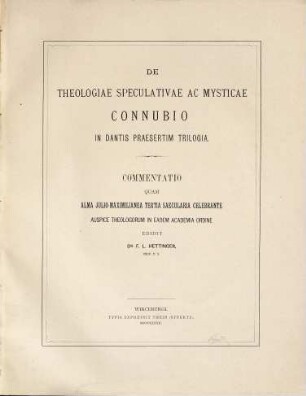 DE
THEOLOGIAE SPECULATIVAE AC MYSTICAE
CONNUBIO
IN DANTIS PRAESERTIM TRILOGIA.
COMMENTATIO
QUAM
ALMA JULIO-MAXIMILIANEA TERTIA SAECULARIA CELEBRANTE
AUSPICE THEOLOGORUM IN EADEM ACADEMIA ORDINE
EDIDIT
DR F. L. HETTINGER,
WIRCEBURGI.